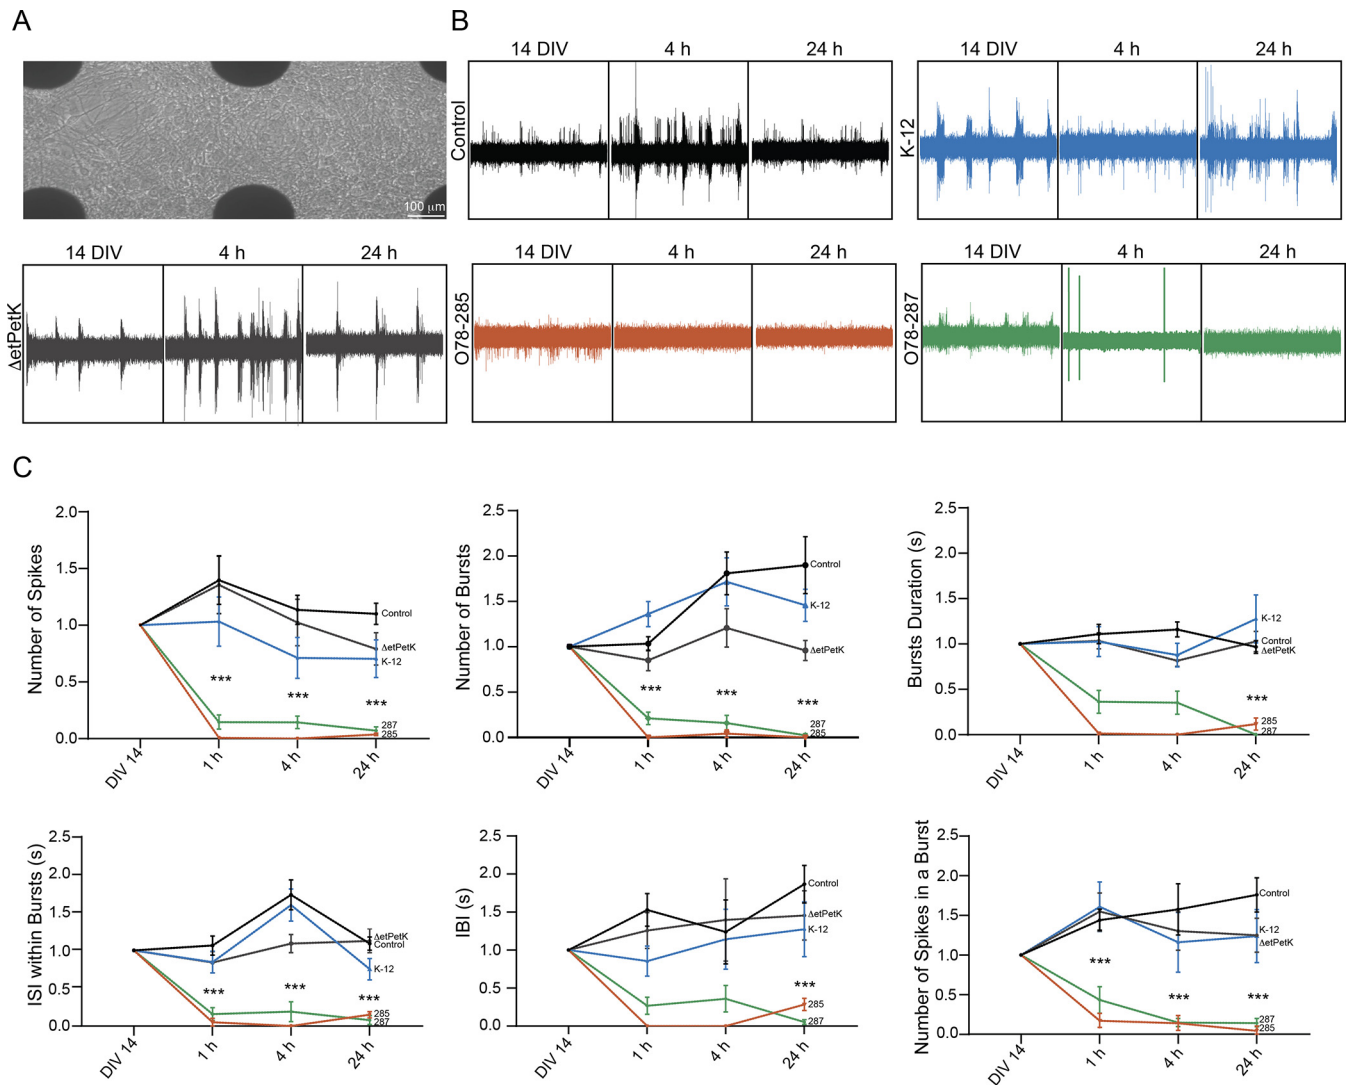 A
B
14 DIV
4 h
24 h
14 DIV
4 h
24 h
Control
K-12
100 µm
14 DIV
4 h
24 h
14 DIV
4 h
24 h
14 DIV
4 h
24 h
ΔetPetK
O78-285
O78-287
C
Number of Spikes
2.0
1.5
1.0
0.5
0.0
Control
ΔetPetK
K-12
***
***
***
287
285
DIV 14
1 h
4 h
24 h
Number of Bursts
2.5
2.0
1.5
1.0
0.5
0.0
Control
K-12
ΔetPetK
***
***
***
287
285
DIV 14
1 h
4 h
24 h
Bursts Duration (s)
2.5
2.0
1.5
1.0
0.5
0.0
K-12
Control
ΔetPetK
***
285
287
DIV 14
1 h
4 h
24 h
ISI within Bursts (s)
2.5
2.0
1.5
1.0
0.5
0.0
ΔetPetK
Control
K-12
***
***
***
285
287
DIV 14
1 h
4 h
24 h
IBI (s)
2.5
2.0
1.5
1.0
0.5
0.0
Control
ΔetPetK
K-12
***
285
287
DIV 14
1 h
4 h
24 h
Number of Spikes in a Burst
2.5
2.0
1.5
1.0
0.5
0.0
Control
K-12
ΔetPetK
***
***
***
287
285
DIV 14
1 h
4 h
24 h